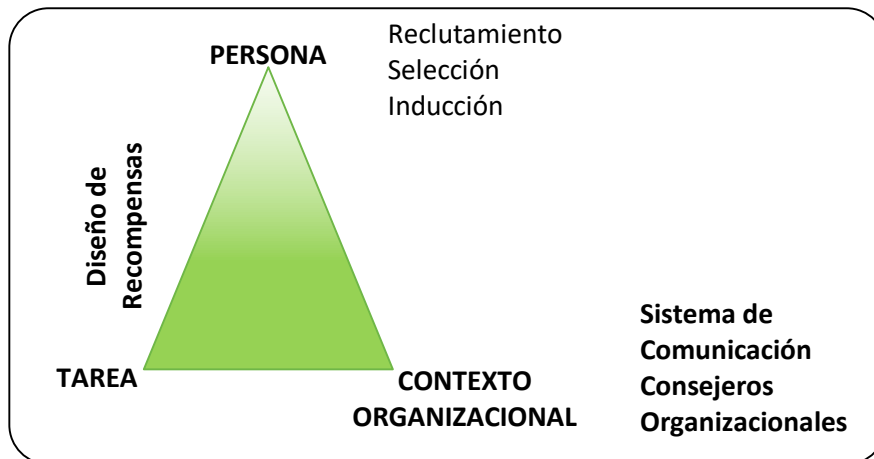 PERSONA
Reclutamiento
Selección
Inducción
Diseño de
Recompensas
TAREA
CONTEXTO
ORGANIZACIONAL
Sistema de
Comunicación
Consejeros
Organizacionales